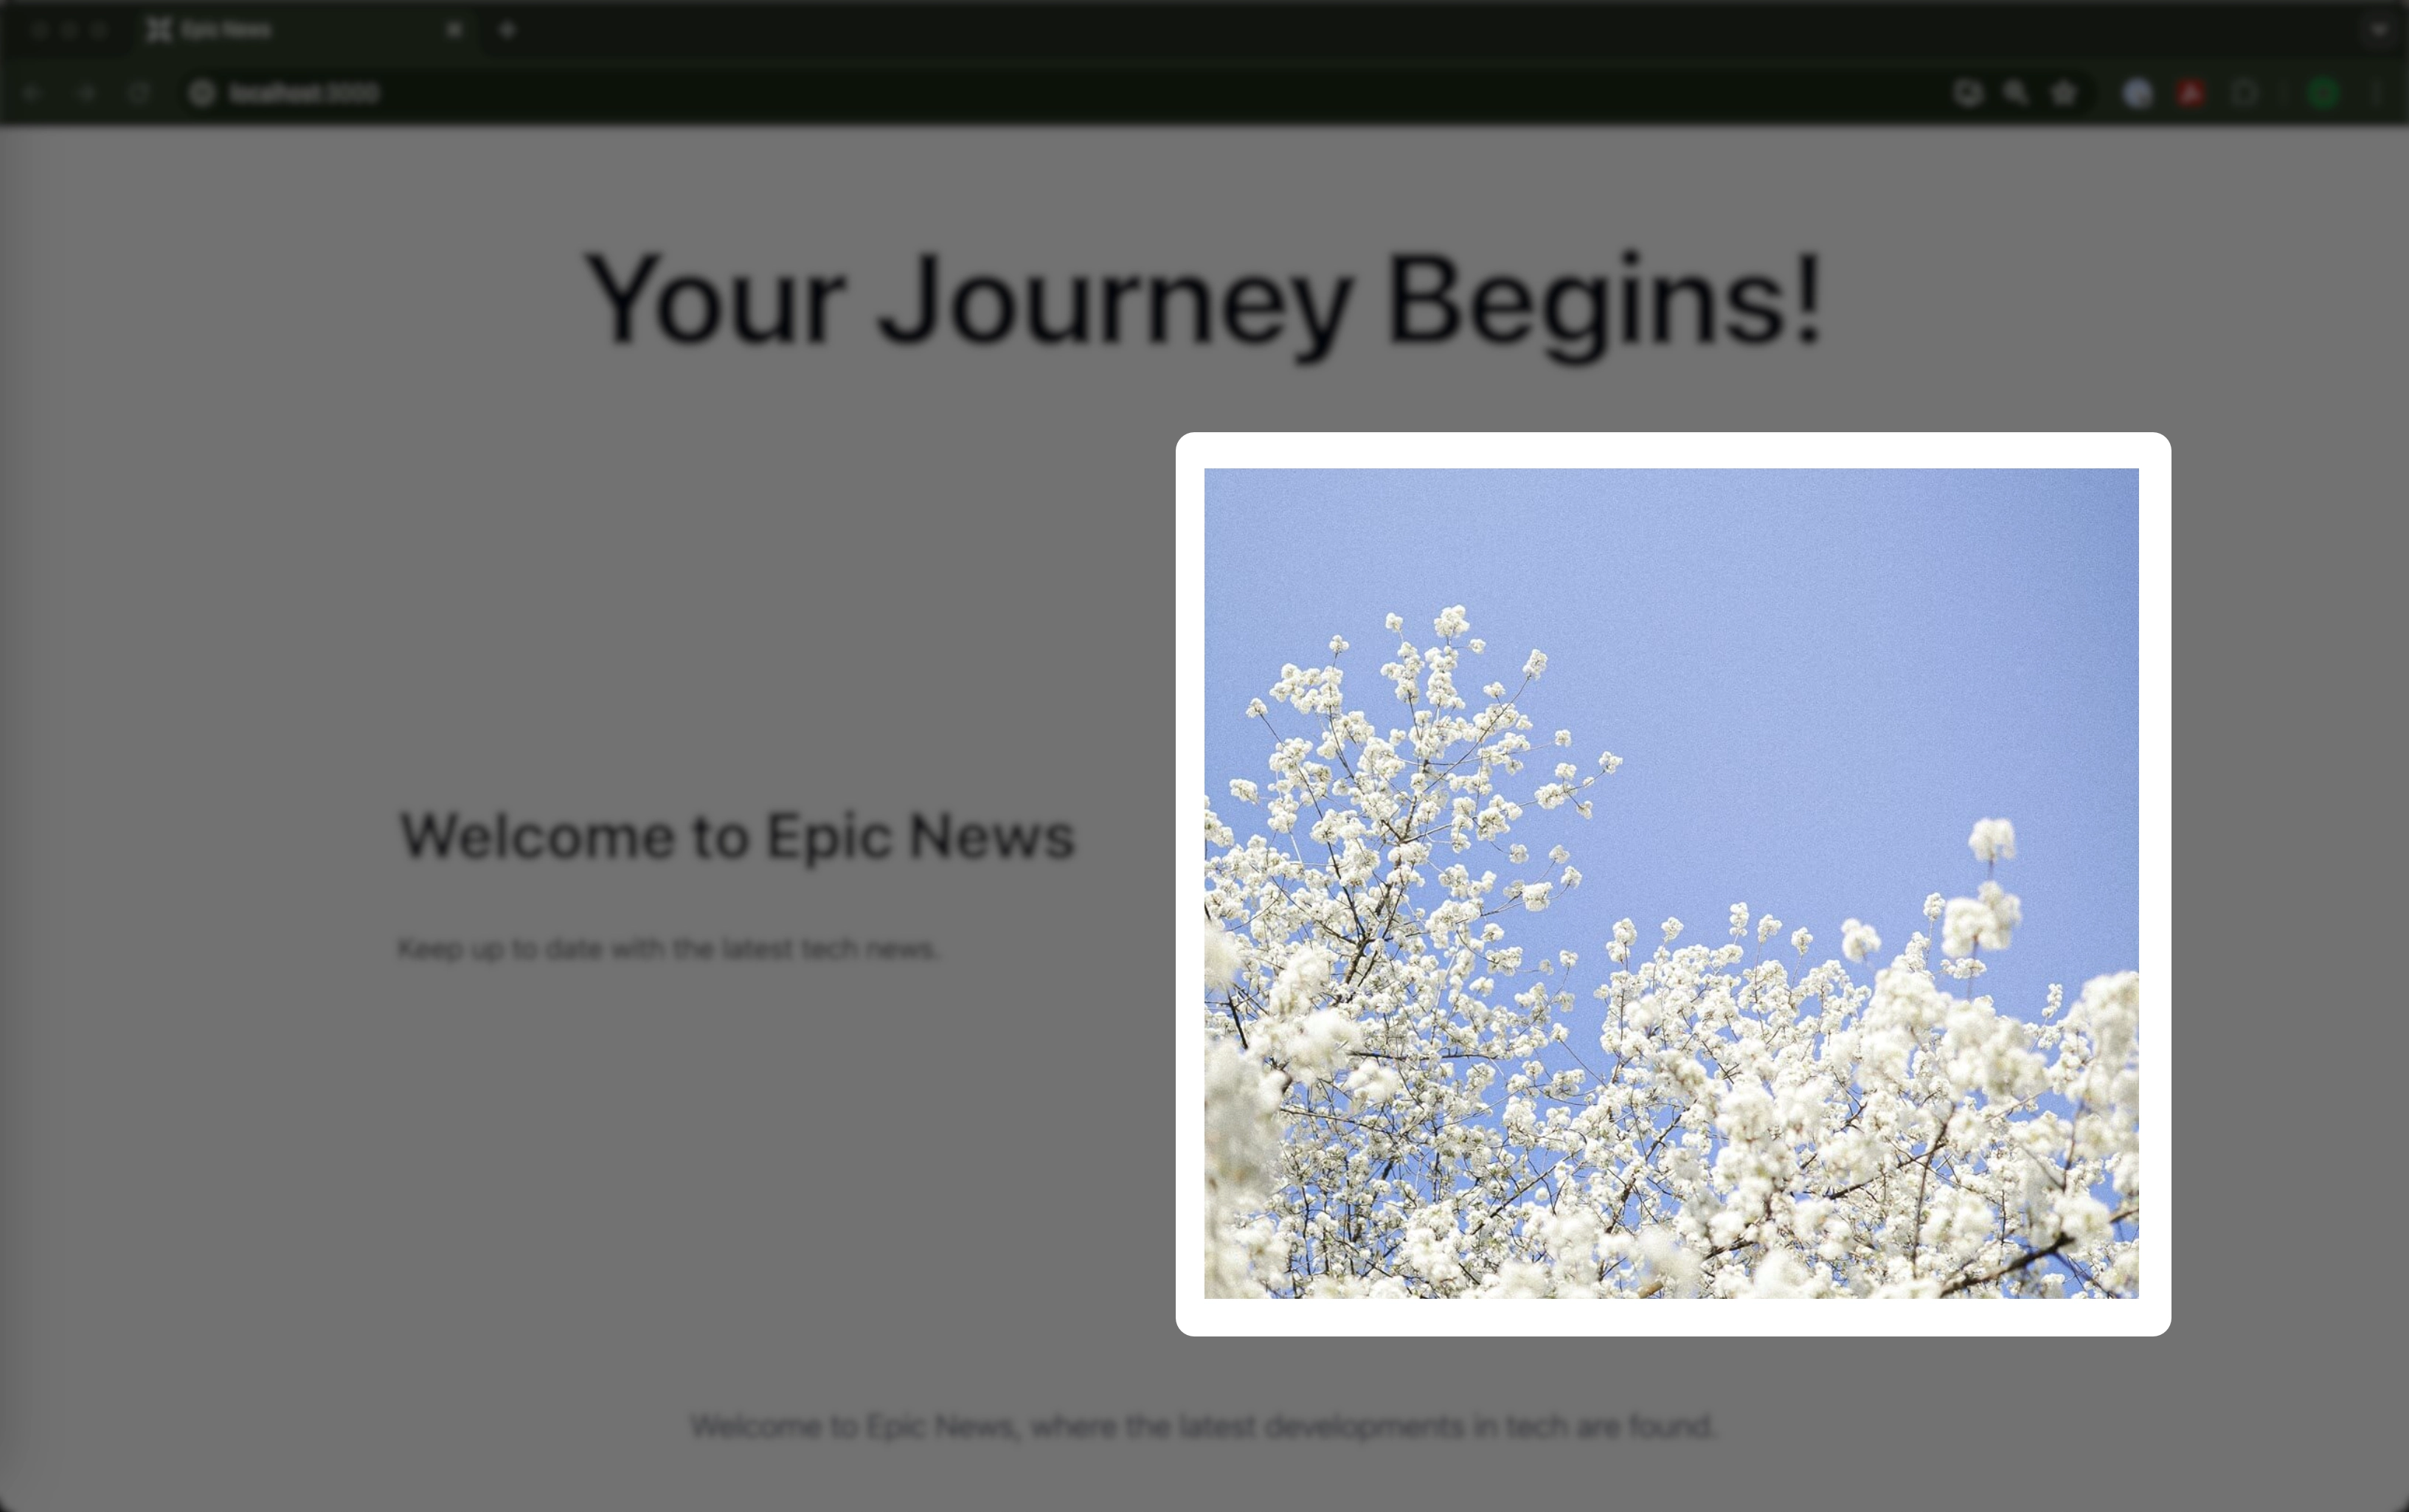 Epic News
localhost:3000
Your Journey Begins!
Welcome to Epic News
Keep up to date with the latest tech news.
Welcome to Epic News, where the latest developments in tech are found.